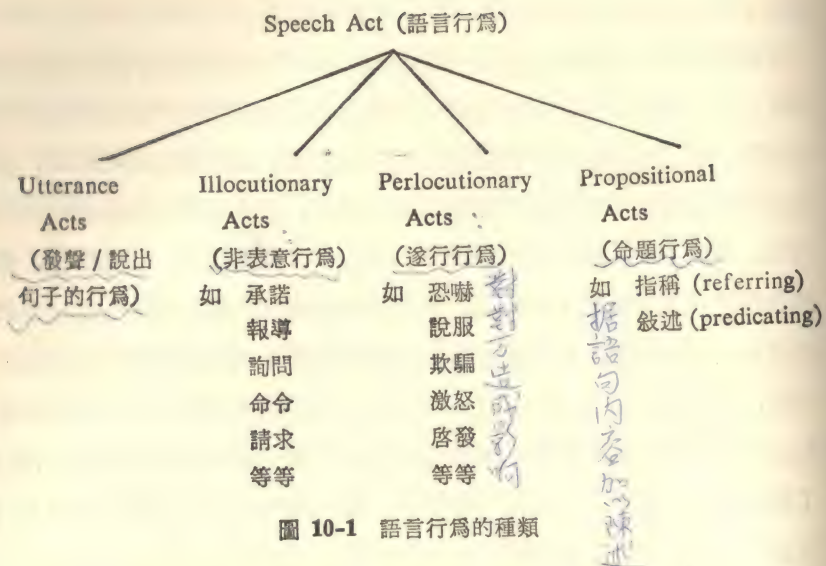 Speech Act (語言行爲)
Utterance
Acts
(發聲/說出
句子的行爲)
Illocutionary
Acts
(非表意行爲)
如 承諾
報導
詢問
命令
請求
等等
Perlocutionary
Acts
(遂行行爲)
如 恐嚇
說服
欺騙
激怒
啓發
等等
對對方造成影响
Propositional
Acts
(命題行爲)
如 指稱 (referring)
敍述 (predicating)
据語句内容加以陳述
圖 10-1 語言行爲的種類